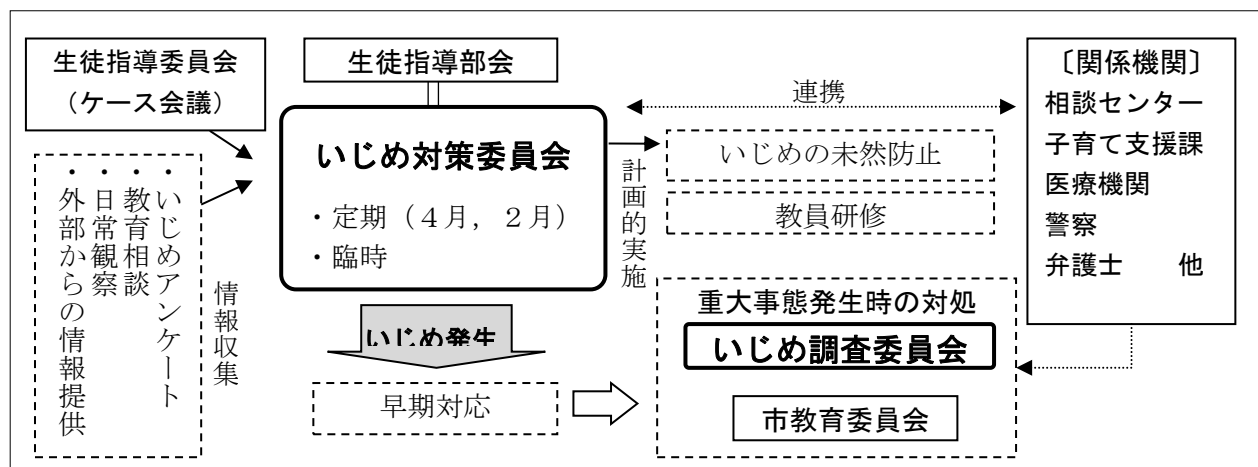 生徒指導委員会
（ケース会議）
生徒指導部会
いじめ対策委員会
・定期（４月，２月）
・臨時
・いじめアンケート
・教育相談
・日常観察
・外部からの情報提供
情報収集
いじめ発生
早期対応
計画的実施
連携
いじめの未然防止
教員研修
重大事態発生時の対処
いじめ調査委員会
市教育委員会
〔関係機関〕
相談センター
子育て支援課
医療機関
警察
弁護士　　他